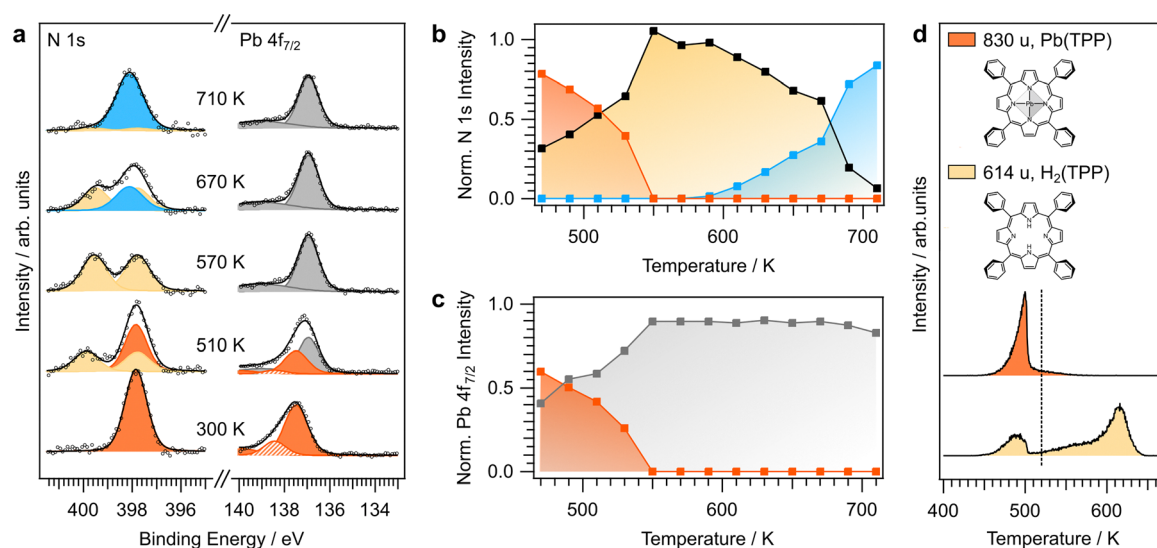 a
N 1s
Pb 4f7/2
710 K
670 K
570 K
510 K
300 K
Intensity / arb. units
400 398 396
140 138 136 134
Binding Energy / eV
b
Norm. N 1s Intensity
1.0
0.5
0.0
500 600 700
Temperature / K
c
Norm. Pb 4f7/2 Intensity
1.0
0.5
0.0
500 600 700
Temperature / K
d
830 u, Pb(TPP)
N
N Pb N
N
614 u, H2(TPP)
H
N
N N
H
N
Intensity / arb.units
400 500 600
Temperature / K